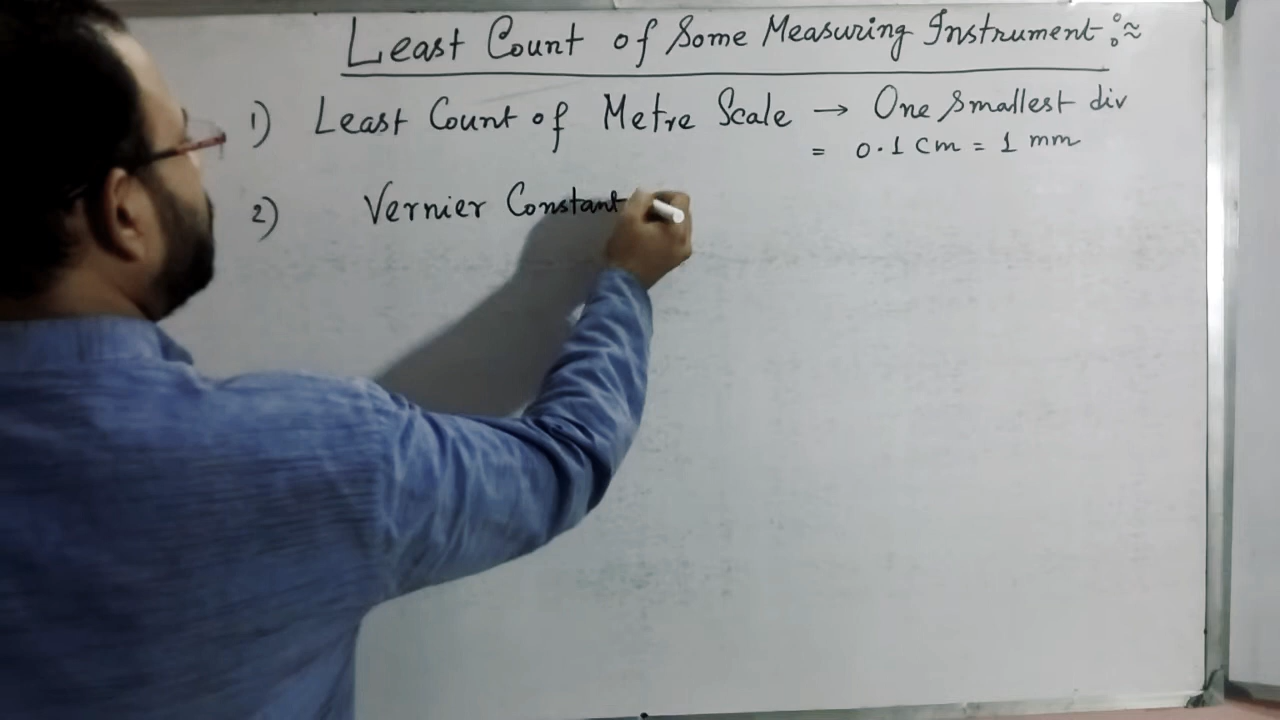 Least Count of Some Measuring Instrument :≈
1) Least Count of Metre Scale → One smallest div
= 0.1 cm = 1 mm
2) Vernier Constant